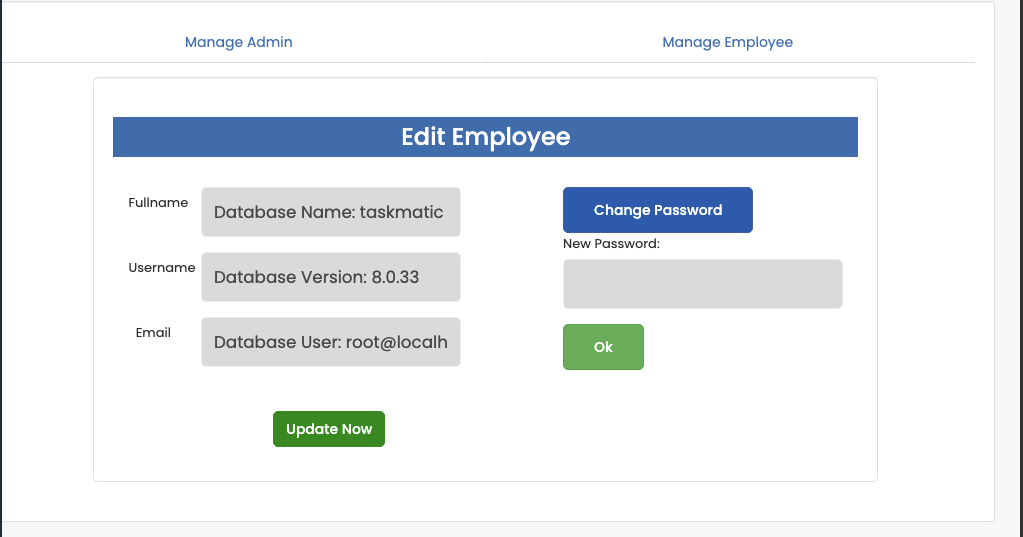 Manage Admin
Manage Employee
Edit Employee
Fullname
Database Name: taskmatic
Username
Database Version: 8.0.33
Email
Database User: root@localh
Update Now
Change Password
New Password:
Ok